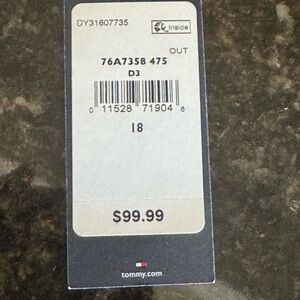 DY31607735
Inside
OUT
76A7358 475
D3
0 11528 71904 6
18
$99.99
tommy.com